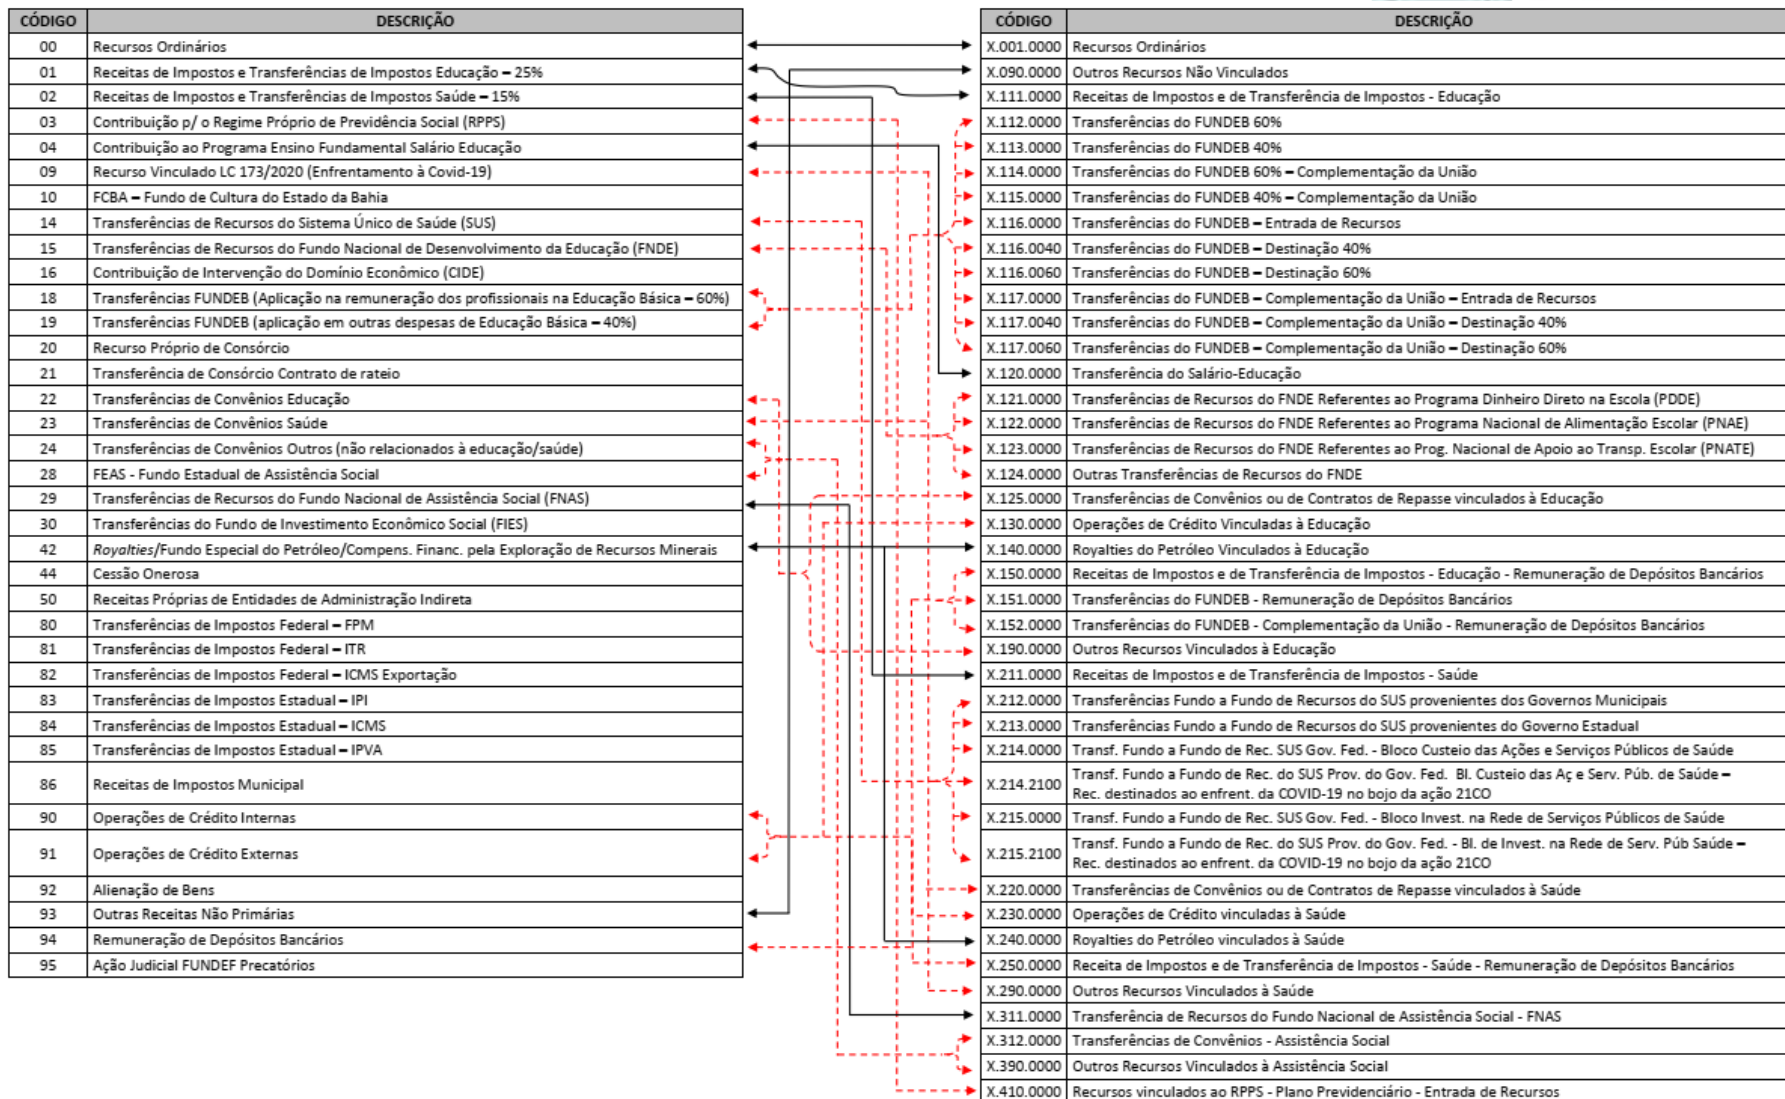 CÓDIGO DESCRIÇÃO
00 Recursos Ordinários
01 Receitas de Impostos e Transferências de Impostos Educação – 25%
02 Receitas de Impostos e Transferências de Impostos Saúde – 15%
03 Contribuição p/ o Regime Próprio de Previdência Social (RPPS)
04 Contribuição ao Programa Ensino Fundamental Salário Educação
09 Recurso Vinculado LC 173/2020 (Enfrentamento à Covid-19)
10 FCBA – Fundo de Cultura do Estado da Bahia
14 Transferências de Recursos do Sistema Único de Saúde (SUS)
15 Transferências de Recursos do Fundo Nacional de Desenvolvimento da Educação (FNDE)
16 Contribuição de Intervenção do Domínio Econômico (CIDE)
18 Transferências FUNDEB (Aplicação na remuneração dos profissionais na Educação Básica – 60%)
19 Transferências FUNDEB (aplicação em outras despesas de Educação Básica – 40%)
20 Recurso Próprio de Consórcio
21 Transferência de Consórcio Contrato de rateio
22 Transferências de Convênios Educação
23 Transferências de Convênios Saúde
24 Transferências de Convênios Outros (não relacionados à educação/saúde)
28 FEAS - Fundo Estadual de Assistência Social
29 Transferências de Recursos do Fundo Nacional de Assistência Social (FNAS)
30 Transferências do Fundo de Investimento Econômico Social (FIES)
42 Royalties/Fundo Especial do Petróleo/Compens. Financ. pela Exploração de Recursos Minerais
44 Cessão Onerosa
50 Receitas Próprias de Entidades de Administração Indireta
80 Transferências de Impostos Federal – FPM
81 Transferências de Impostos Federal – ITR
82 Transferências de Impostos Federal – ICMS Exportação
83 Transferências de Impostos Estadual – IPI
84 Transferências de Impostos Estadual – ICMS
85 Transferências de Impostos Estadual – IPVA
86 Receitas de Impostos Municipal
90 Operações de Crédito Internas
91 Operações de Crédito Externas
92 Alienação de Bens
93 Outras Receitas Não Primárias
94 Remuneração de Depósitos Bancários
95 Ação Judicial FUNDEF Precatórios
CÓDIGO DESCRIÇÃO
X.001.0000 Recursos Ordinários
X.090.0000 Outros Recursos Não Vinculados
X.111.0000 Receitas de Impostos e de Transferência de Impostos - Educação
X.112.0000 Transferências do FUNDEB 60%
X.113.0000 Transferências do FUNDEB 40%
X.114.0000 Transferências do FUNDEB 60% – Complementação da União
X.115.0000 Transferências do FUNDEB 40% – Complementação da União
X.116.0000 Transferências do FUNDEB – Entrada de Recursos
X.116.0040 Transferências do FUNDEB – Destinação 40%
X.116.0060 Transferências do FUNDEB – Destinação 60%
X.117.0000 Transferências do FUNDEB – Complementação da União – Entrada de Recursos
X.117.0040 Transferências do FUNDEB – Complementação da União – Destinação 40%
X.117.0060 Transferências do FUNDEB – Complementação da União – Destinação 60%
X.120.0000 Transferência do Salário-Educação
X.121.0000 Transferências de Recursos do FNDE Referentes ao Programa Dinheiro Direto na Escola (PDDE)
X.122.0000 Transferências de Recursos do FNDE Referentes ao Programa Nacional de Alimentação Escolar (PNAE)
X.123.0000 Transferências de Recursos do FNDE Referentes ao Prog. Nacional de Apoio ao Transp. Escolar (PNATE)
X.124.0000 Outras Transferências de Recursos do FNDE
X.125.0000 Transferências de Convênios ou de Contratos de Repasse vinculados à Educação
X.130.0000 Operações de Crédito Vinculadas à Educação
X.140.0000 Royalties do Petróleo Vinculados à Educação
X.150.0000 Receitas de Impostos e de Transferência de Impostos - Educação - Remuneração de Depósitos Bancários
X.151.0000 Transferências do FUNDEB - Remuneração de Depósitos Bancários
X.152.0000 Transferências do FUNDEB - Complementação da União - Remuneração de Depósitos Bancários
X.190.0000 Outros Recursos Vinculados à Educação
X.211.0000 Receitas de Impostos e de Transferência de Impostos - Saúde
X.212.0000 Transferências Fundo a Fundo de Recursos do SUS provenientes dos Governos Municipais
X.213.0000 Transferências Fundo a Fundo de Recursos do SUS provenientes do Governo Estadual
X.214.0000 Transf. Fundo a Fundo de Rec. SUS Gov. Fed. - Bloco Custeio das Ações e Serviços Públicos de Saúde
X.214.2100 Transf. Fundo a Fundo de Rec. do SUS Prov. do Gov. Fed. Bl. Custeio das Aç e Serv. Púb. de Saúde –
Rec. destinados ao enfrent. da COVID-19 no bojo da ação 21CO
X.215.0000 Transf. Fundo a Fundo de Rec. SUS Gov. Fed. - Bloco Invest. na Rede de Serviços Públicos de Saúde
X.215.2100 Transf. Fundo a Fundo de Rec. do SUS Prov. do Gov. Fed. - Bl. de Invest. na Rede de Serv. Púb Saúde –
Rec. destinados ao enfrent. da COVID-19 no bojo da ação 21CO
X.220.0000 Transferências de Convênios ou de Contratos de Repasse vinculados à Saúde
X.230.0000 Operações de Crédito vinculadas à Saúde
X.240.0000 Royalties do Petróleo vinculados à Saúde
X.250.0000 Receita de Impostos e de Transferência de Impostos - Saúde - Remuneração de Depósitos Bancários
X.290.0000 Outros Recursos Vinculados à Saúde
X.311.0000 Transferência de Recursos do Fundo Nacional de Assistência Social - FNAS
X.312.0000 Transferências de Convênios - Assistência Social
X.390.0000 Outros Recursos Vinculados à Assistência Social
X.410.0000 Recursos vinculados ao RPPS - Plano Previdenciário - Entrada de Recursos